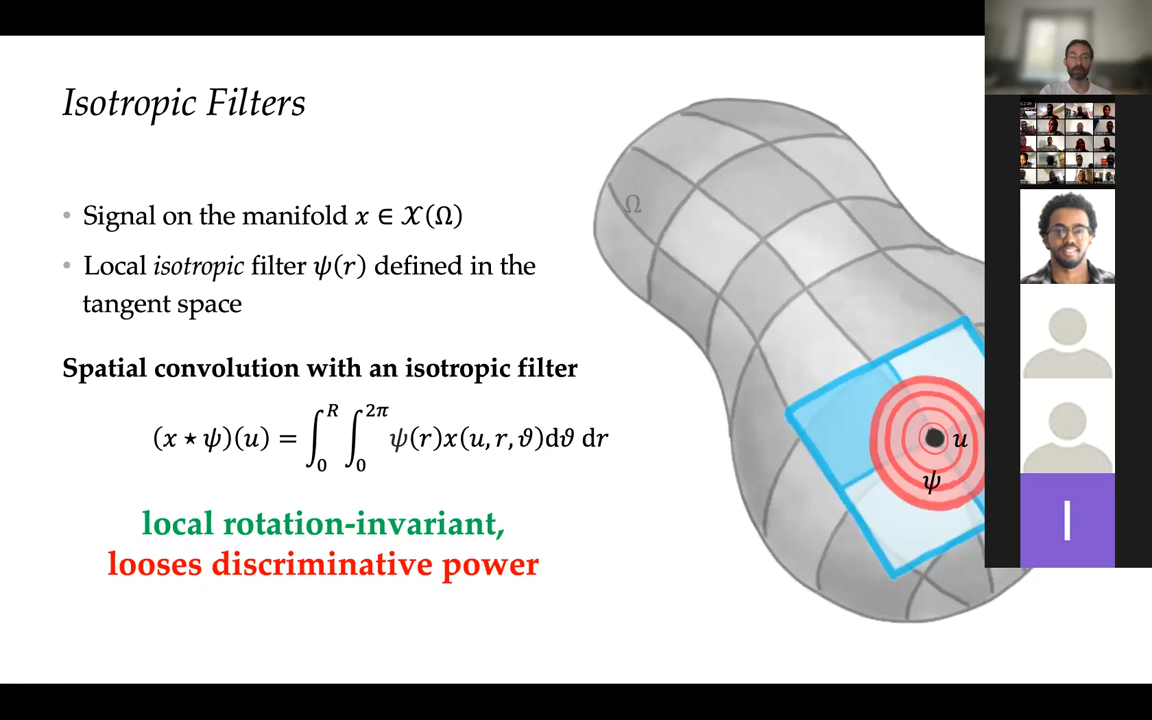 Isotropic Filters
• Signal on the manifold x ∈ 𝒳(Ω)
• Local isotropic filter ψ(r) defined in the
tangent space
Spatial convolution with an isotropic filter
(x ⋆ ψ)(u) = ∫₀ᴿ ∫₀²π ψ(r)x(u, r, ϑ)dϑ dr
local rotation-invariant,
looses discriminative power
Ω
u
ψ
I